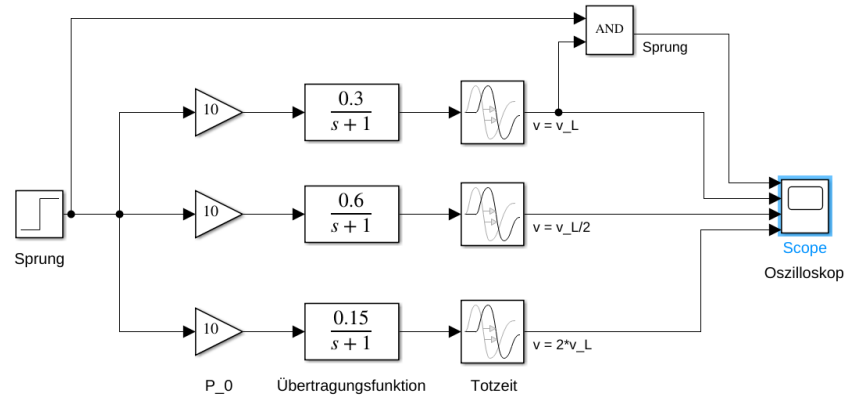 AND
Sprung
10
0.3
s + 1
v = v_L
10
0.6
s + 1
v = v_L/2
Sprung
Scope
Oszilloskop
10
0.15
s + 1
v = 2*v_L
P_0
Übertragungsfunktion
Totzeit